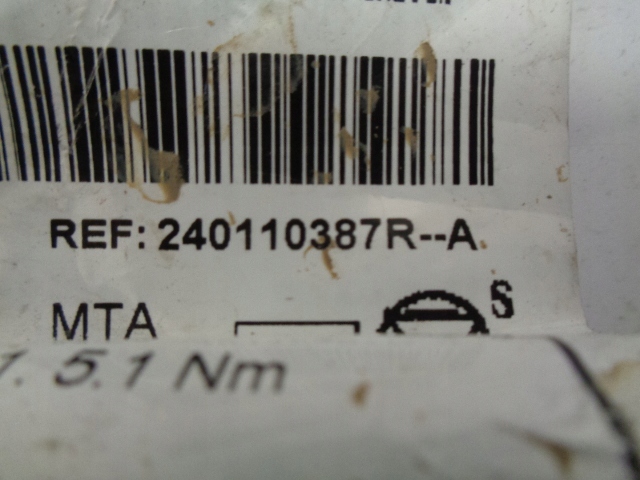 REF: 240110387R--A
MTA
S
5.1 Nm